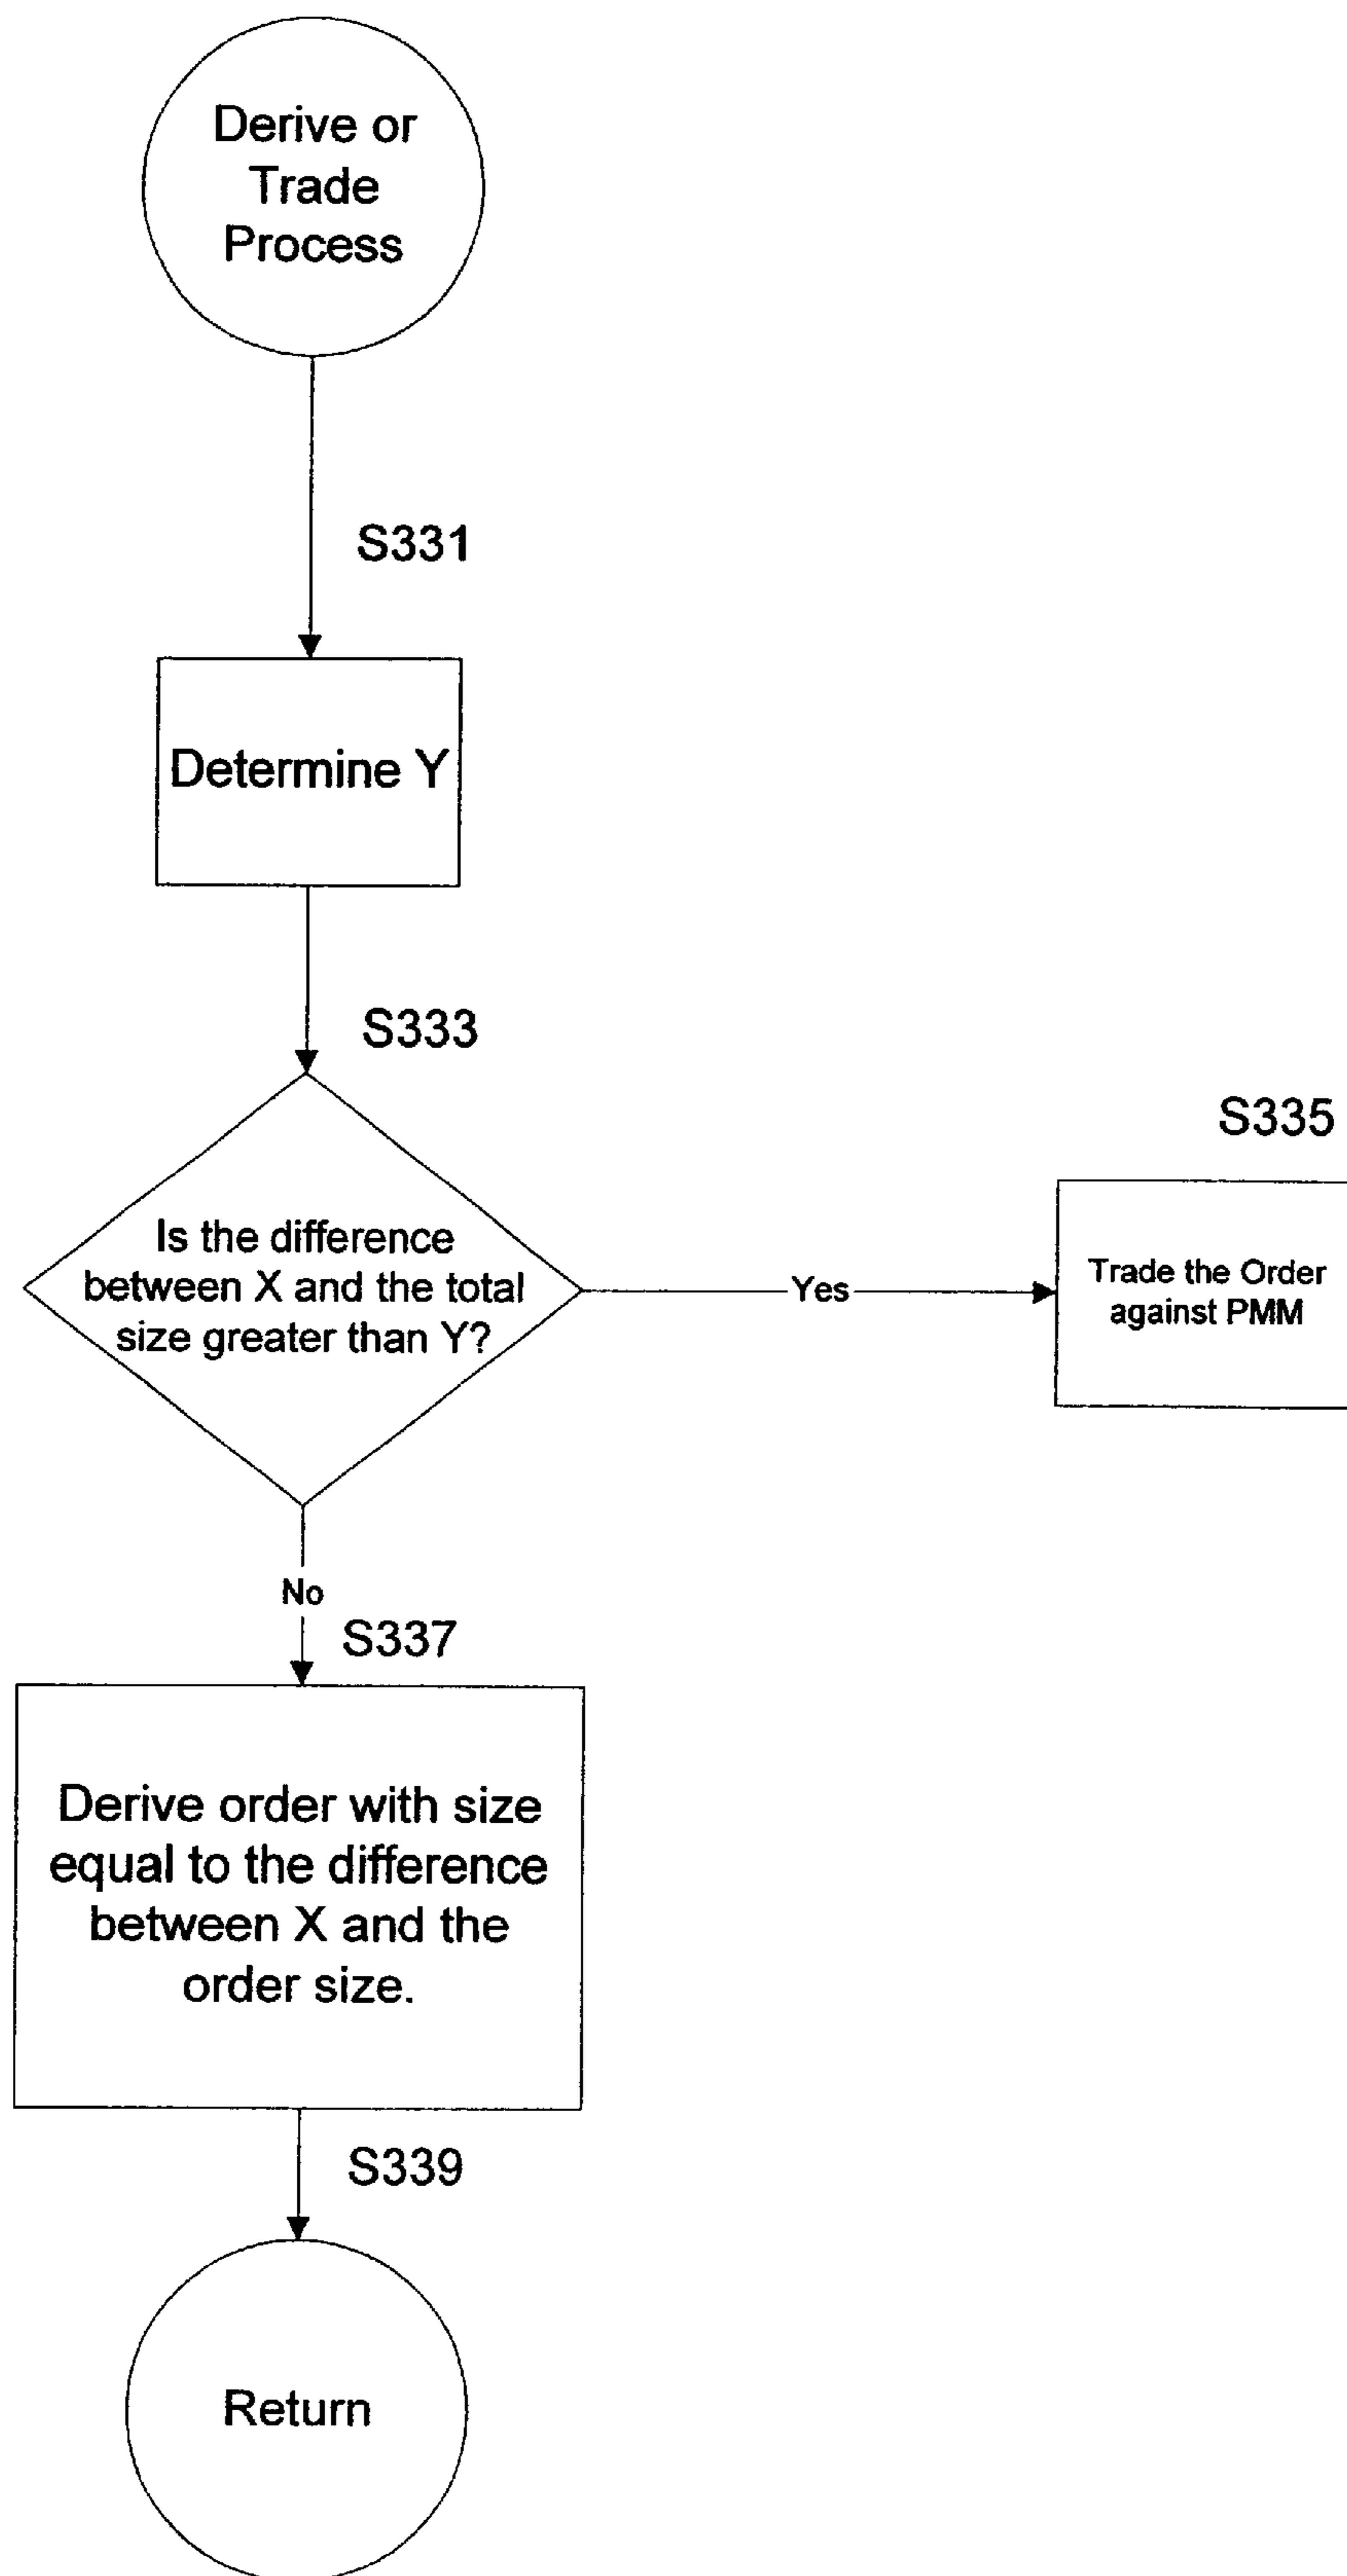 Derive or
Trade
Process
S331
Determine Y
S333
Is the difference
between X and the total
size greater than Y?
Yes
S335
Trade the Order
against PMM
No
S337
Derive order with size
equal to the difference
between X and the
order size.
S339
Return